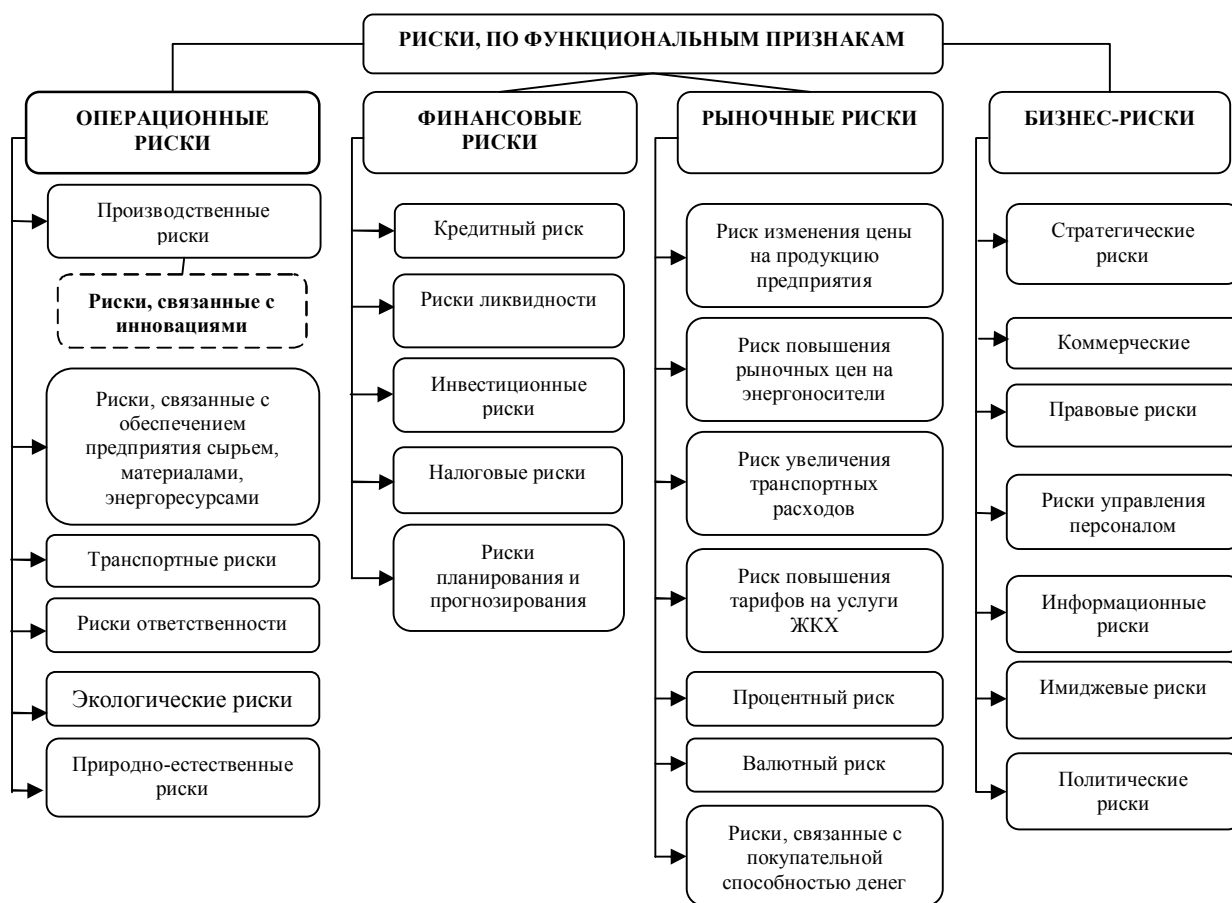 РИСКИ, ПО ФУНКЦИОНАЛЬНЫМ ПРИЗНАКАМ
ОПЕРАЦИОННЫЕ
РИСКИ
Производственные
риски
Риски, связанные с
инновациями
Риски, связанные с
обеспечением
предприятия сырьем,
материалами,
энергоресурсами
Транспортные риски
Риски ответственности
Экологические риски
Природно-естественные
риски
ФИНАНСОВЫЕ
РИСКИ
Кредитный риск
Риски ликвидности
Инвестиционные
риски
Налоговые риски
Риски
планирования и
прогнозирования
РЫНОЧНЫЕ РИСКИ
Риск изменения цены
на продукцию
предприятия
Риск повышения
рыночных цен на
энергоносители
Риск увеличения
транспортных
расходов
Риск повышения
тарифов на услуги
ЖКХ
Процентный риск
Валютный риск
Риски, связанные с
покупательной
способностью денег
БИЗНЕС-РИСКИ
Стратегические
риски
Коммерческие
Правовые риски
Риски управления
персоналом
Информационные
риски
Имиджевые риски
Политические
риски